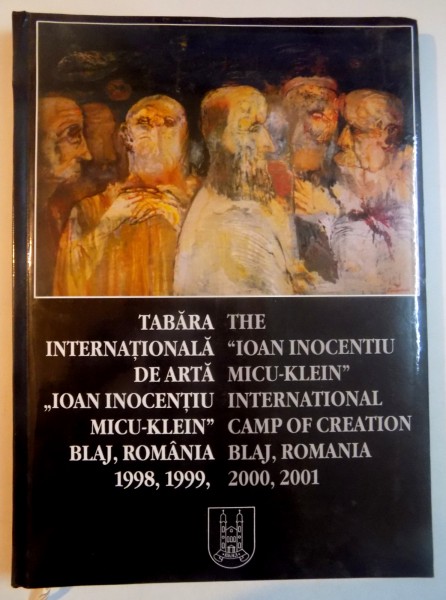 TABĂRA
INTERNAȚIONALĂ
DE ARTĂ
„IOAN INOCENȚIU
MICU-KLEIN”
BLAJ, ROMÂNIA
1998, 1999,
THE
“IOAN INOCENTIU
MICU-KLEIN”
INTERNATIONAL
CAMP OF CREATION
BLAJ, ROMANIA
2000, 2001